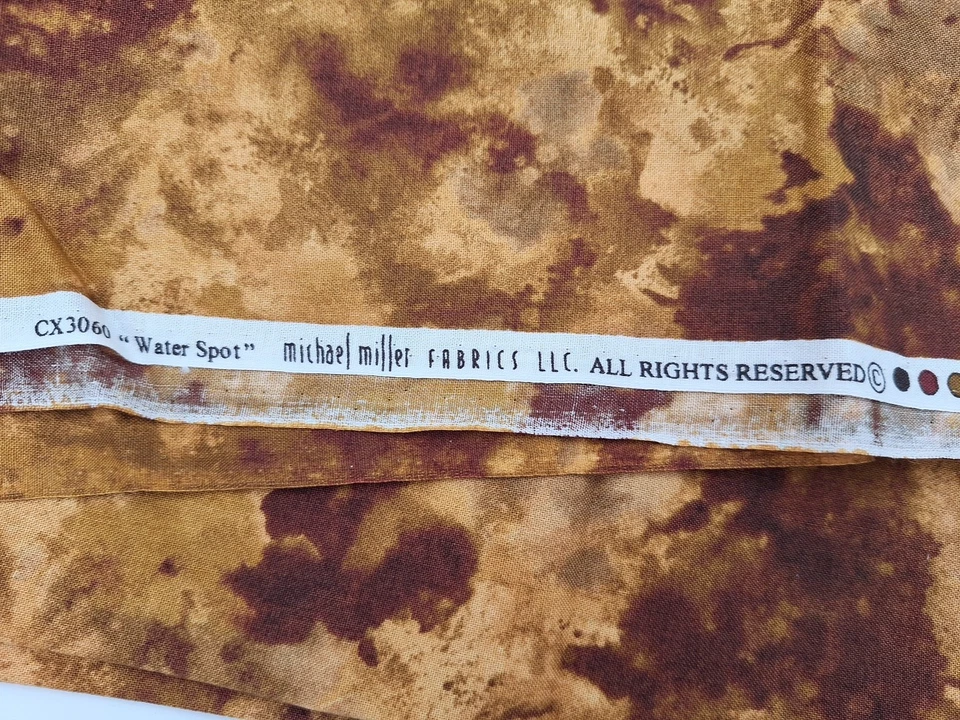 CX3060 “Water Spot” michael miller FABRICS LLC. ALL RIGHTS RESERVED©